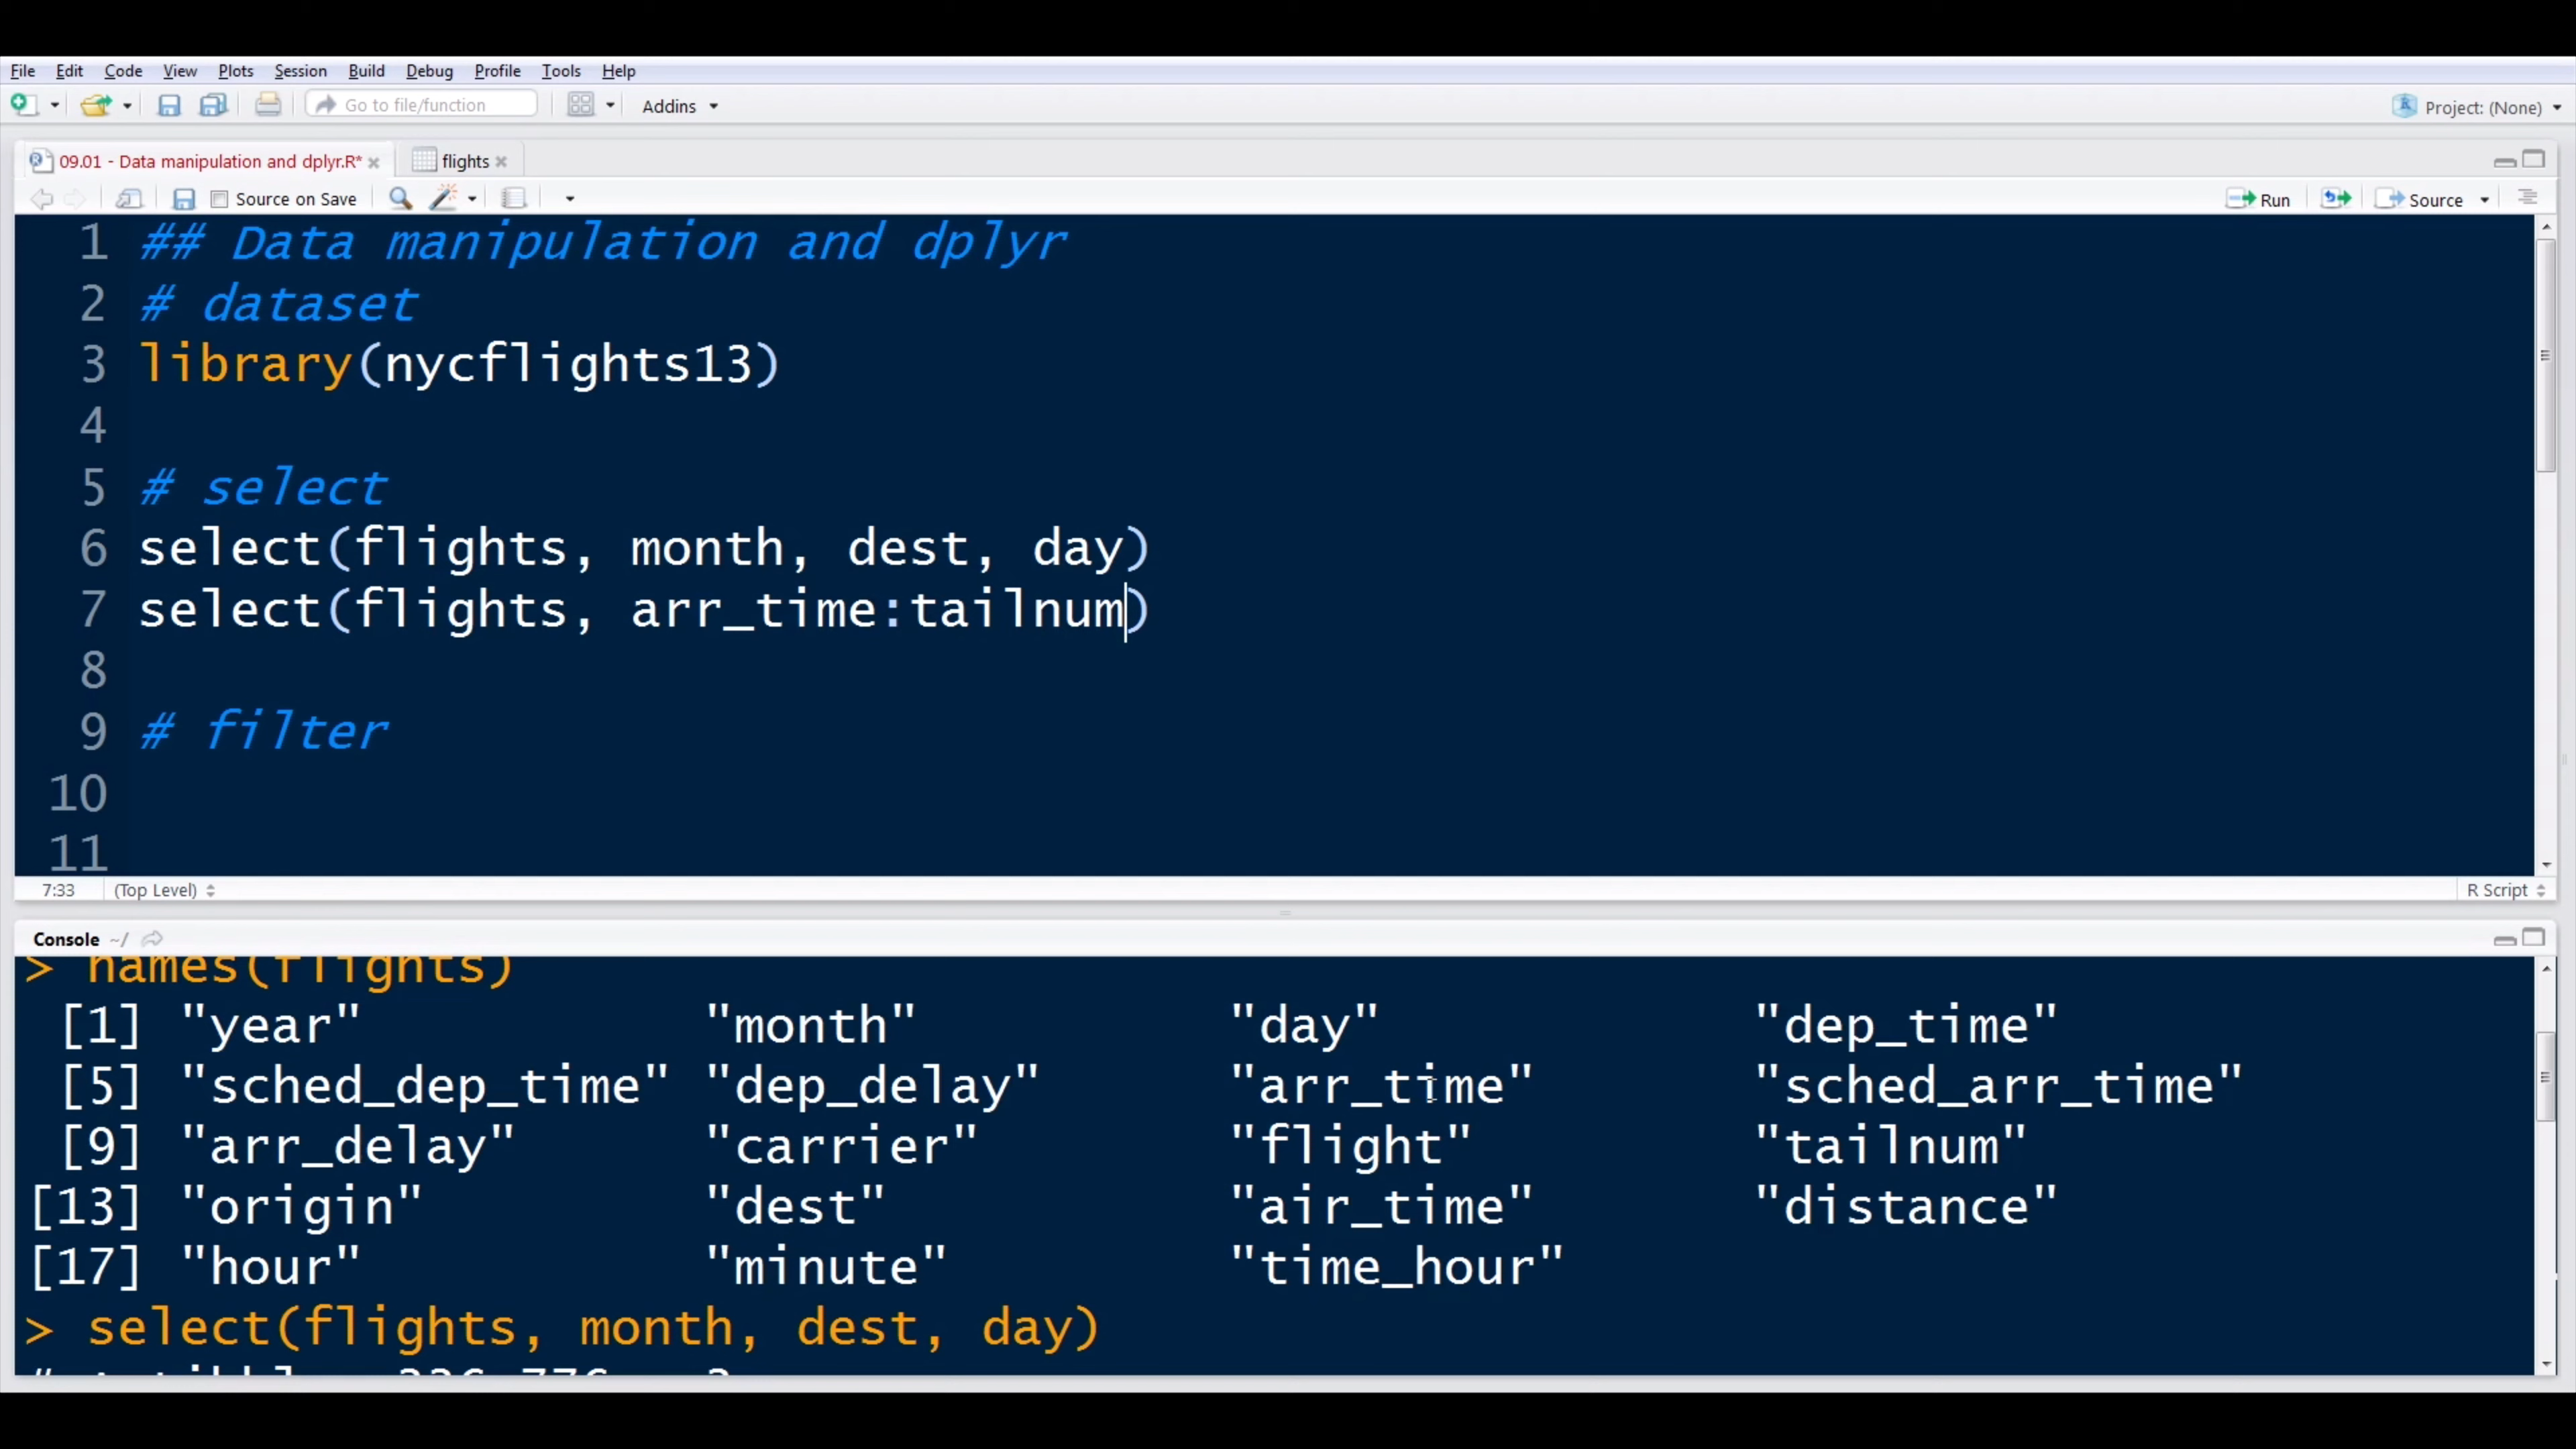 File Edit Code View Plots Session Build Debug Profile Tools Help
Go to file/function Addins Project: (None)
09.01 - Data manipulation and dplyr.R* flights
Source on Save Run Source
1 ## Data manipulation and dplyr
2 # dataset
3 library(nycflights13)
4
5 # select
6 select(flights, month, dest, day)
7 select(flights, arr_time:tailnum)
8
9 # filter
10
11
7:33 (Top Level) R Script
Console ~/
> names(flights)
[1] "year" "month" "day" "dep_time"
[5] "sched_dep_time" "dep_delay" "arr_time" "sched_arr_time"
[9] "arr_delay" "carrier" "flight" "tailnum"
[13] "origin" "dest" "air_time" "distance"
[17] "hour" "minute" "time_hour"
> select(flights, month, dest, day)